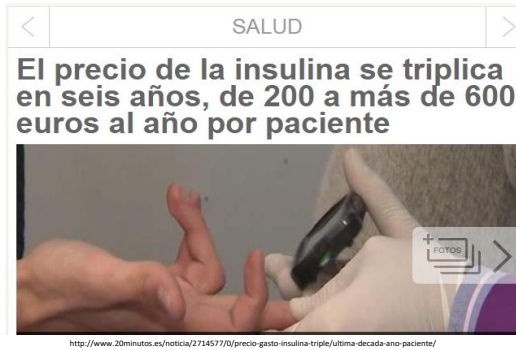 SALUD
El precio de la insulina se triplica
en seis años, de 200 a más de 600
euros al año por paciente
+
FOTOS
http://www.20minutos.es/noticia/2714577/0/precio-gasto-insulina-triple/ultima-decada-ano-paciente/